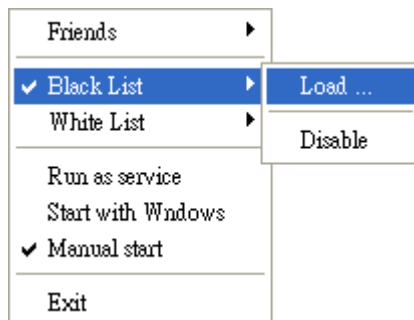 Friends
Black List
Load ...
White List
Disable
Run as service
Start with Wndows
Manual start
Exit